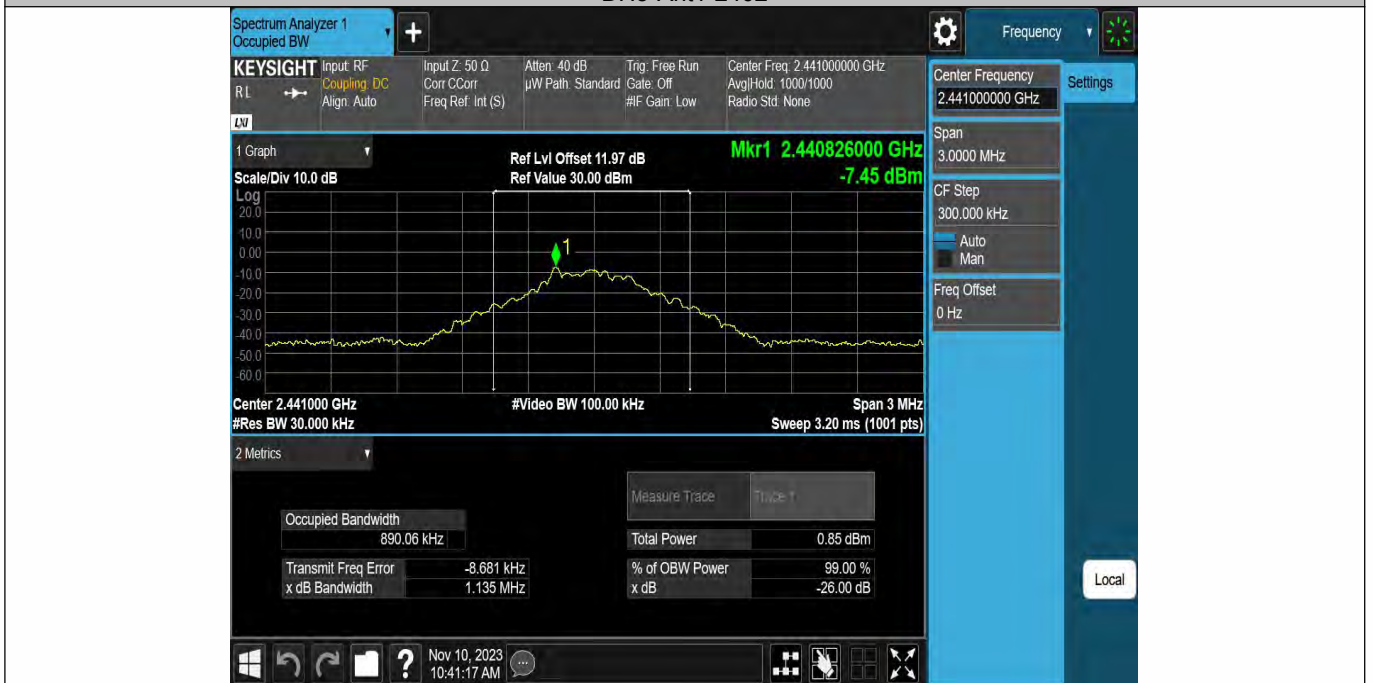 Spectrum Analyzer 1
Occupied BW
Frequency
KEYSIGHT Input: RF
Coupling: DC
Align: Auto
RL
LXI
Input Z: 50 Ω
Corr CCorr
Freq Ref: Int (S)
Atten: 40 dB
µW Path: Standard
Trig: Free Run
Gate: Off
#IF Gain: Low
Center Freq: 2.441000000 GHz
Avg|Hold: 1000/1000
Radio Std: None
Center Frequency
2.441000000 GHz
Settings
Span
3.0000 MHz
CF Step
300.000 kHz
Auto
Man
Freq Offset
0 Hz
Local
1 Graph
Scale/Div 10.0 dB
Ref Lvl Offset 11.97 dB
Ref Value 30.00 dBm
Mkr1 2.440826000 GHz
-7.45 dBm
Log
20.0
10.0
0.00
-10.0
-20.0
-30.0
-40.0
-50.0
-60.0
1
Center 2.441000 GHz
#Video BW 100.00 kHz
Span 3 MHz
#Res BW 30.000 kHz
Sweep 3.20 ms (1001 pts)
2 Metrics
Measure Trace
Trace 1
Occupied Bandwidth
890.06 kHz
Total Power 0.85 dBm
Transmit Freq Error -8.681 kHz
% of OBW Power 99.00 %
x dB Bandwidth 1.135 MHz
x dB -26.00 dB
Nov 10, 2023
10:41:17 AM